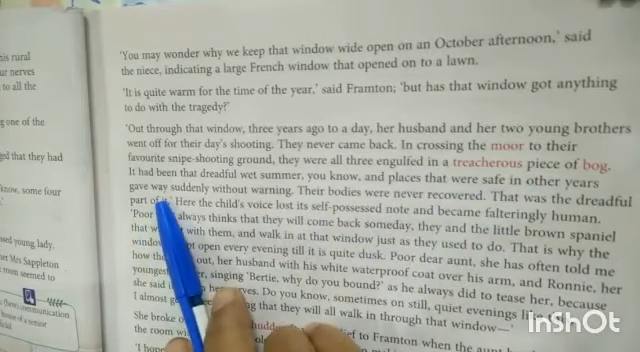 his rural
ur nerves
to all the
g one of the
ged that they had
know, some four
sed young lady.
Mrs Sappleton
room seemed to
communication
house of a senior
'You may wonder why we keep that window wide open on an October afternoon,' said
the niece, indicating a large French window that opened on to a lawn.
'It is quite warm for the time of the year,' said Framton; 'but has that window got anything
to do with the tragedy?'
'Out through that window, three years ago to a day, her husband and her two young brothers
went off for their day's shooting. They never came back. In crossing the moor to their
favourite snipe-shooting ground, they were all three engulfed in a treacherous piece of bog.
It had been that dreadful wet summer, you know, and places that were safe in other years
gave way suddenly without warning. Their bodies were never recovered. That was the dreadful
part of it.' Here the child's voice lost its self-possessed note and became falteringly human.
'Poor always thinks that they will come back someday, they and the little brown spaniel
that with them, and walk in at that window just as they used to do. That is why the
window open every evening till it is quite dusk. Poor dear aunt, she has often told me
how they out, her husband with his white waterproof coat over his arm, and Ronnie, her
youngest singing 'Bertie, why do you bound?' as he always did to tease her, because
she said her nerves. Do you know, sometimes on still, quiet evenings like
I almost that they will all walk in through that window—'
She broke to Framton when the aunt
the room
'I hope
inshOt